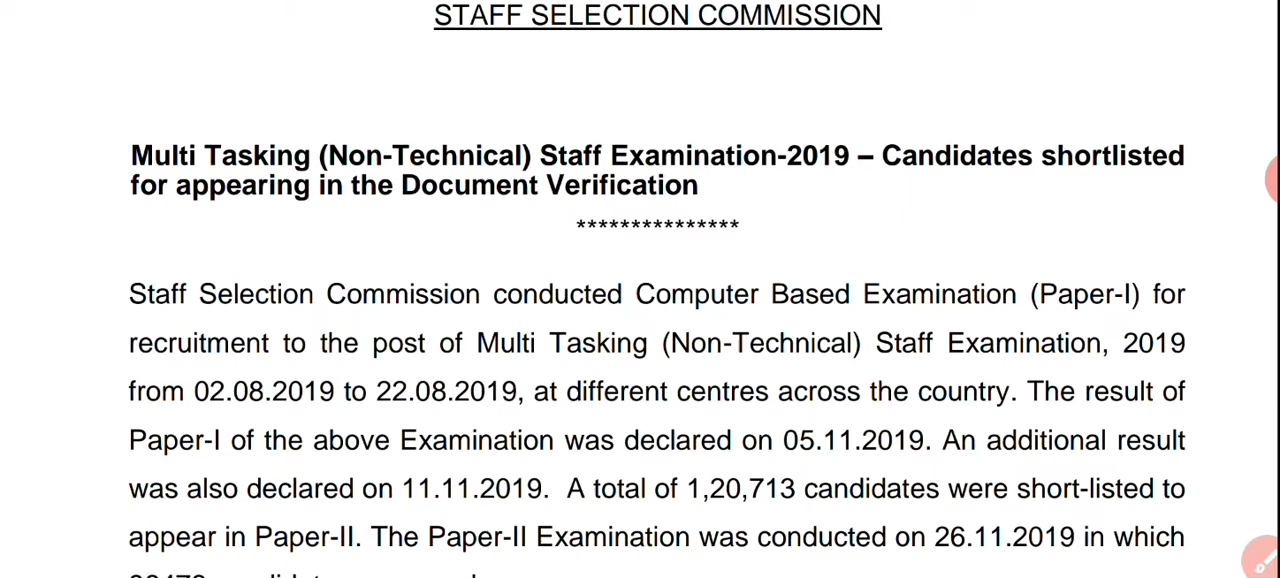 STAFF SELECTION COMMISSION
Multi Tasking (Non-Technical) Staff Examination-2019 – Candidates shortlisted
for appearing in the Document Verification
***************
Staff Selection Commission conducted Computer Based Examination (Paper-I) for
recruitment to the post of Multi Tasking (Non-Technical) Staff Examination, 2019
from 02.08.2019 to 22.08.2019, at different centres across the country. The result of
Paper-I of the above Examination was declared on 05.11.2019. An additional result
was also declared on 11.11.2019. A total of 1,20,713 candidates were short-listed to
appear in Paper-II. The Paper-II Examination was conducted on 26.11.2019 in which